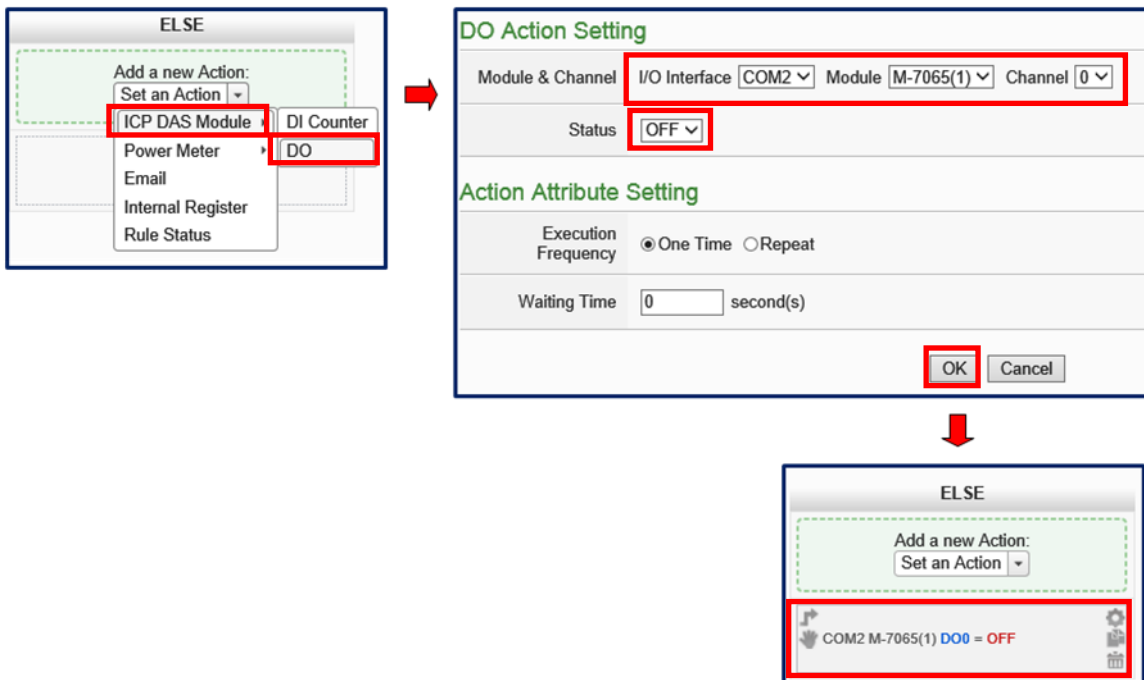 ELSE
Add a new Action:
Set an Action
ICP DAS Module
DI Counter
Power Meter
DO
Email
Internal Register
Rule Status
DO Action Setting
Module & Channel I/O Interface COM2 Module M-7065(1) Channel 0
Status OFF
Action Attribute Setting
Execution
Frequency
One Time Repeat
Waiting Time 0 second(s)
OK Cancel
ELSE
Add a new Action:
Set an Action
COM2 M-7065(1) DO0 = OFF